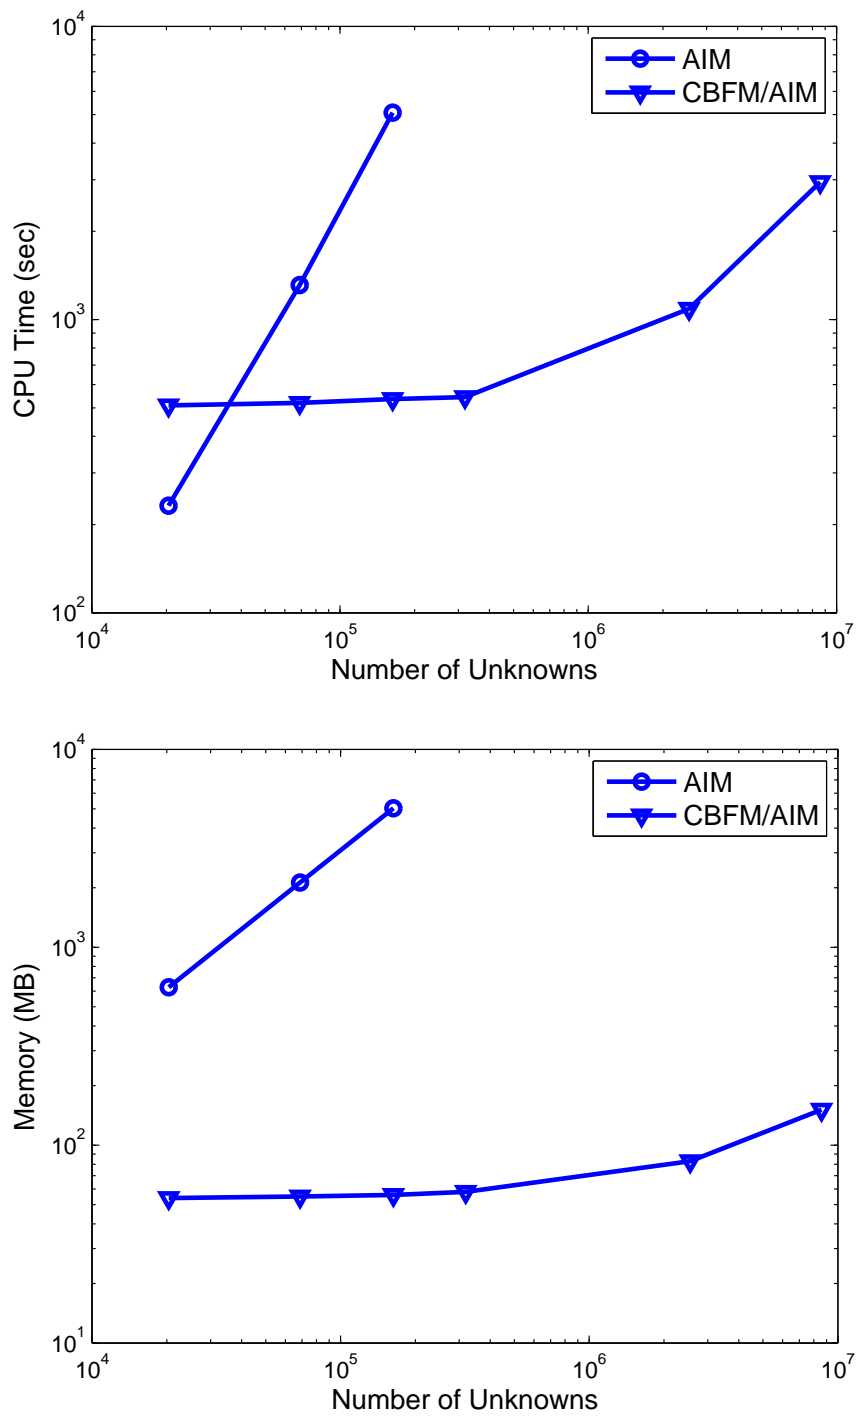 10^4
AIM
CBFM/AIM
CPU Time (sec)
10^3
10^2
10^4 10^5 10^6 10^7
Number of Unknowns
10^4
AIM
CBFM/AIM
Memory (MB)
10^3
10^2
10^1
10^4 10^5 10^6 10^7
Number of Unknowns